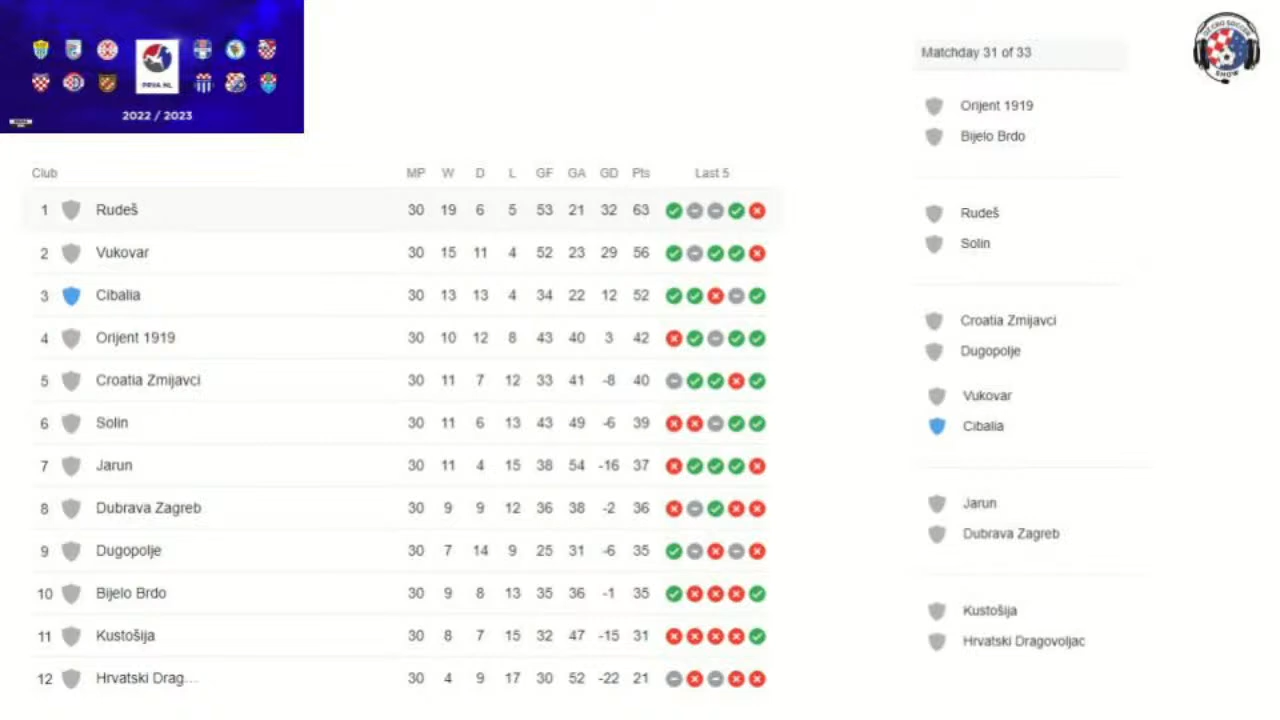 PRVA NL
2022 / 2023
SHOW
Club MP W D L GF GA GD Pts Last 5
1 Rudeš 30 19 6 5 53 21 32 63
2 Vukovar 30 15 11 4 52 23 29 56
3 Cibalia 30 13 13 4 34 22 12 52
4 Orijent 1919 30 10 12 8 43 40 3 42
5 Croatia Zmijavci 30 11 7 12 33 41 -8 40
6 Solin 30 11 6 13 43 49 -6 39
7 Jarun 30 11 4 15 38 54 -16 37
8 Dubrava Zagreb 30 9 9 12 36 38 -2 36
9 Dugopolje 30 7 14 9 25 31 -6 35
10 Bijelo Brdo 30 9 8 13 35 36 -1 35
11 Kustošija 30 8 7 15 32 47 -15 31
12 Hrvatski Drag... 30 4 9 17 30 52 -22 21
Matchday 31 of 33
Orijent 1919
Bijelo Brdo
Rudeš
Solin
Croatia Zmijavci
Dugopolje
Vukovar
Cibalia
Jarun
Dubrava Zagreb
Kustošija
Hrvatski Dragovoljac